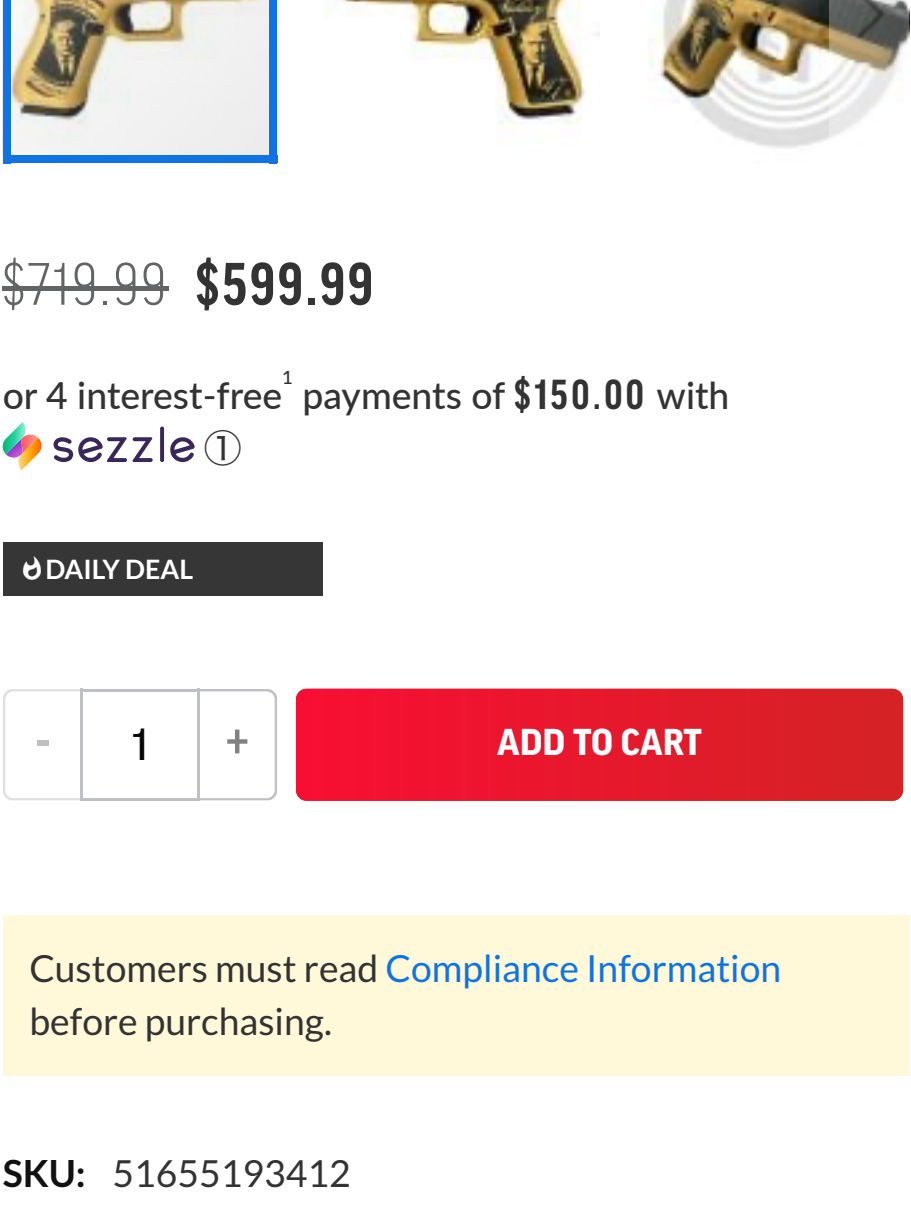 $719.99 $599.99
or 4 interest-free¹ payments of $150.00 with
sezzle ①
DAILY DEAL
- 1 +
ADD TO CART
Customers must read Compliance Information
before purchasing.
SKU: 51655193412